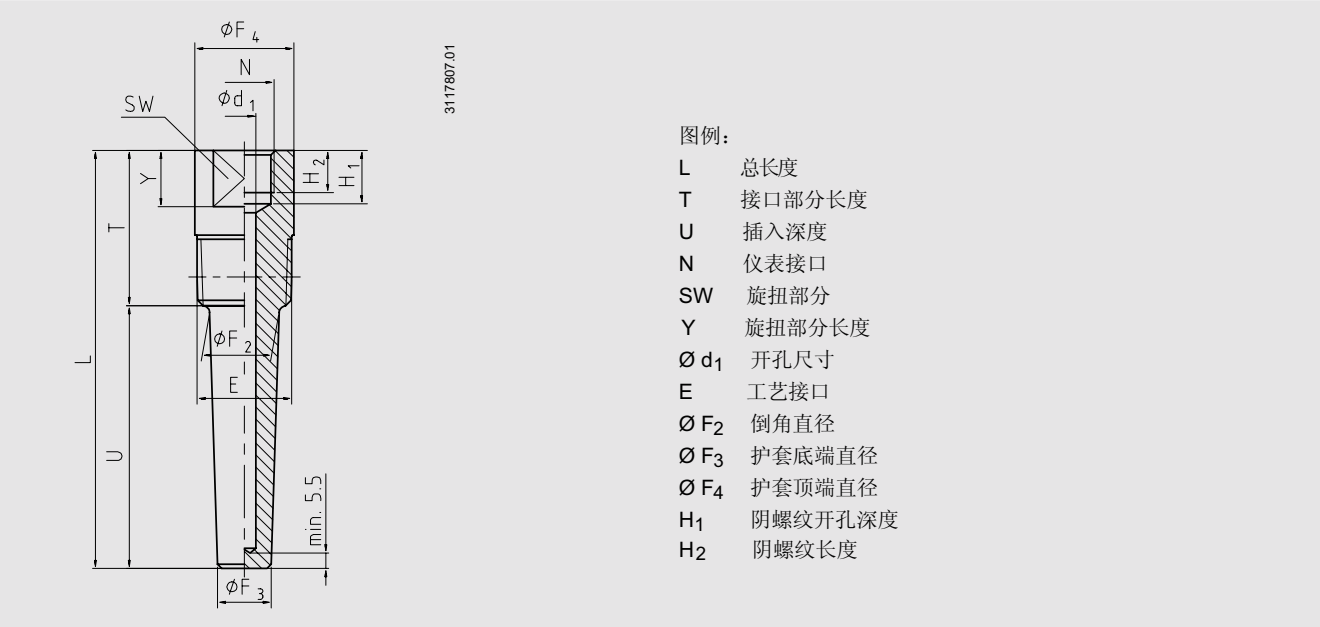 ØF4
N
Ød1
SW
3117807.01
Y
T
H2
H1
L
ØF2
E
U
min. 5.5
ØF3
图例：
L 总长度
T 接口部分长度
U 插入深度
N 仪表接口
SW 旋扭部分
Y 旋扭部分长度
Ø d1 开孔尺寸
E 工艺接口
Ø F2 倒角直径
Ø F3 护套底端直径
Ø F4 护套顶端直径
H1 阴螺纹开孔深度
H2 阴螺纹长度